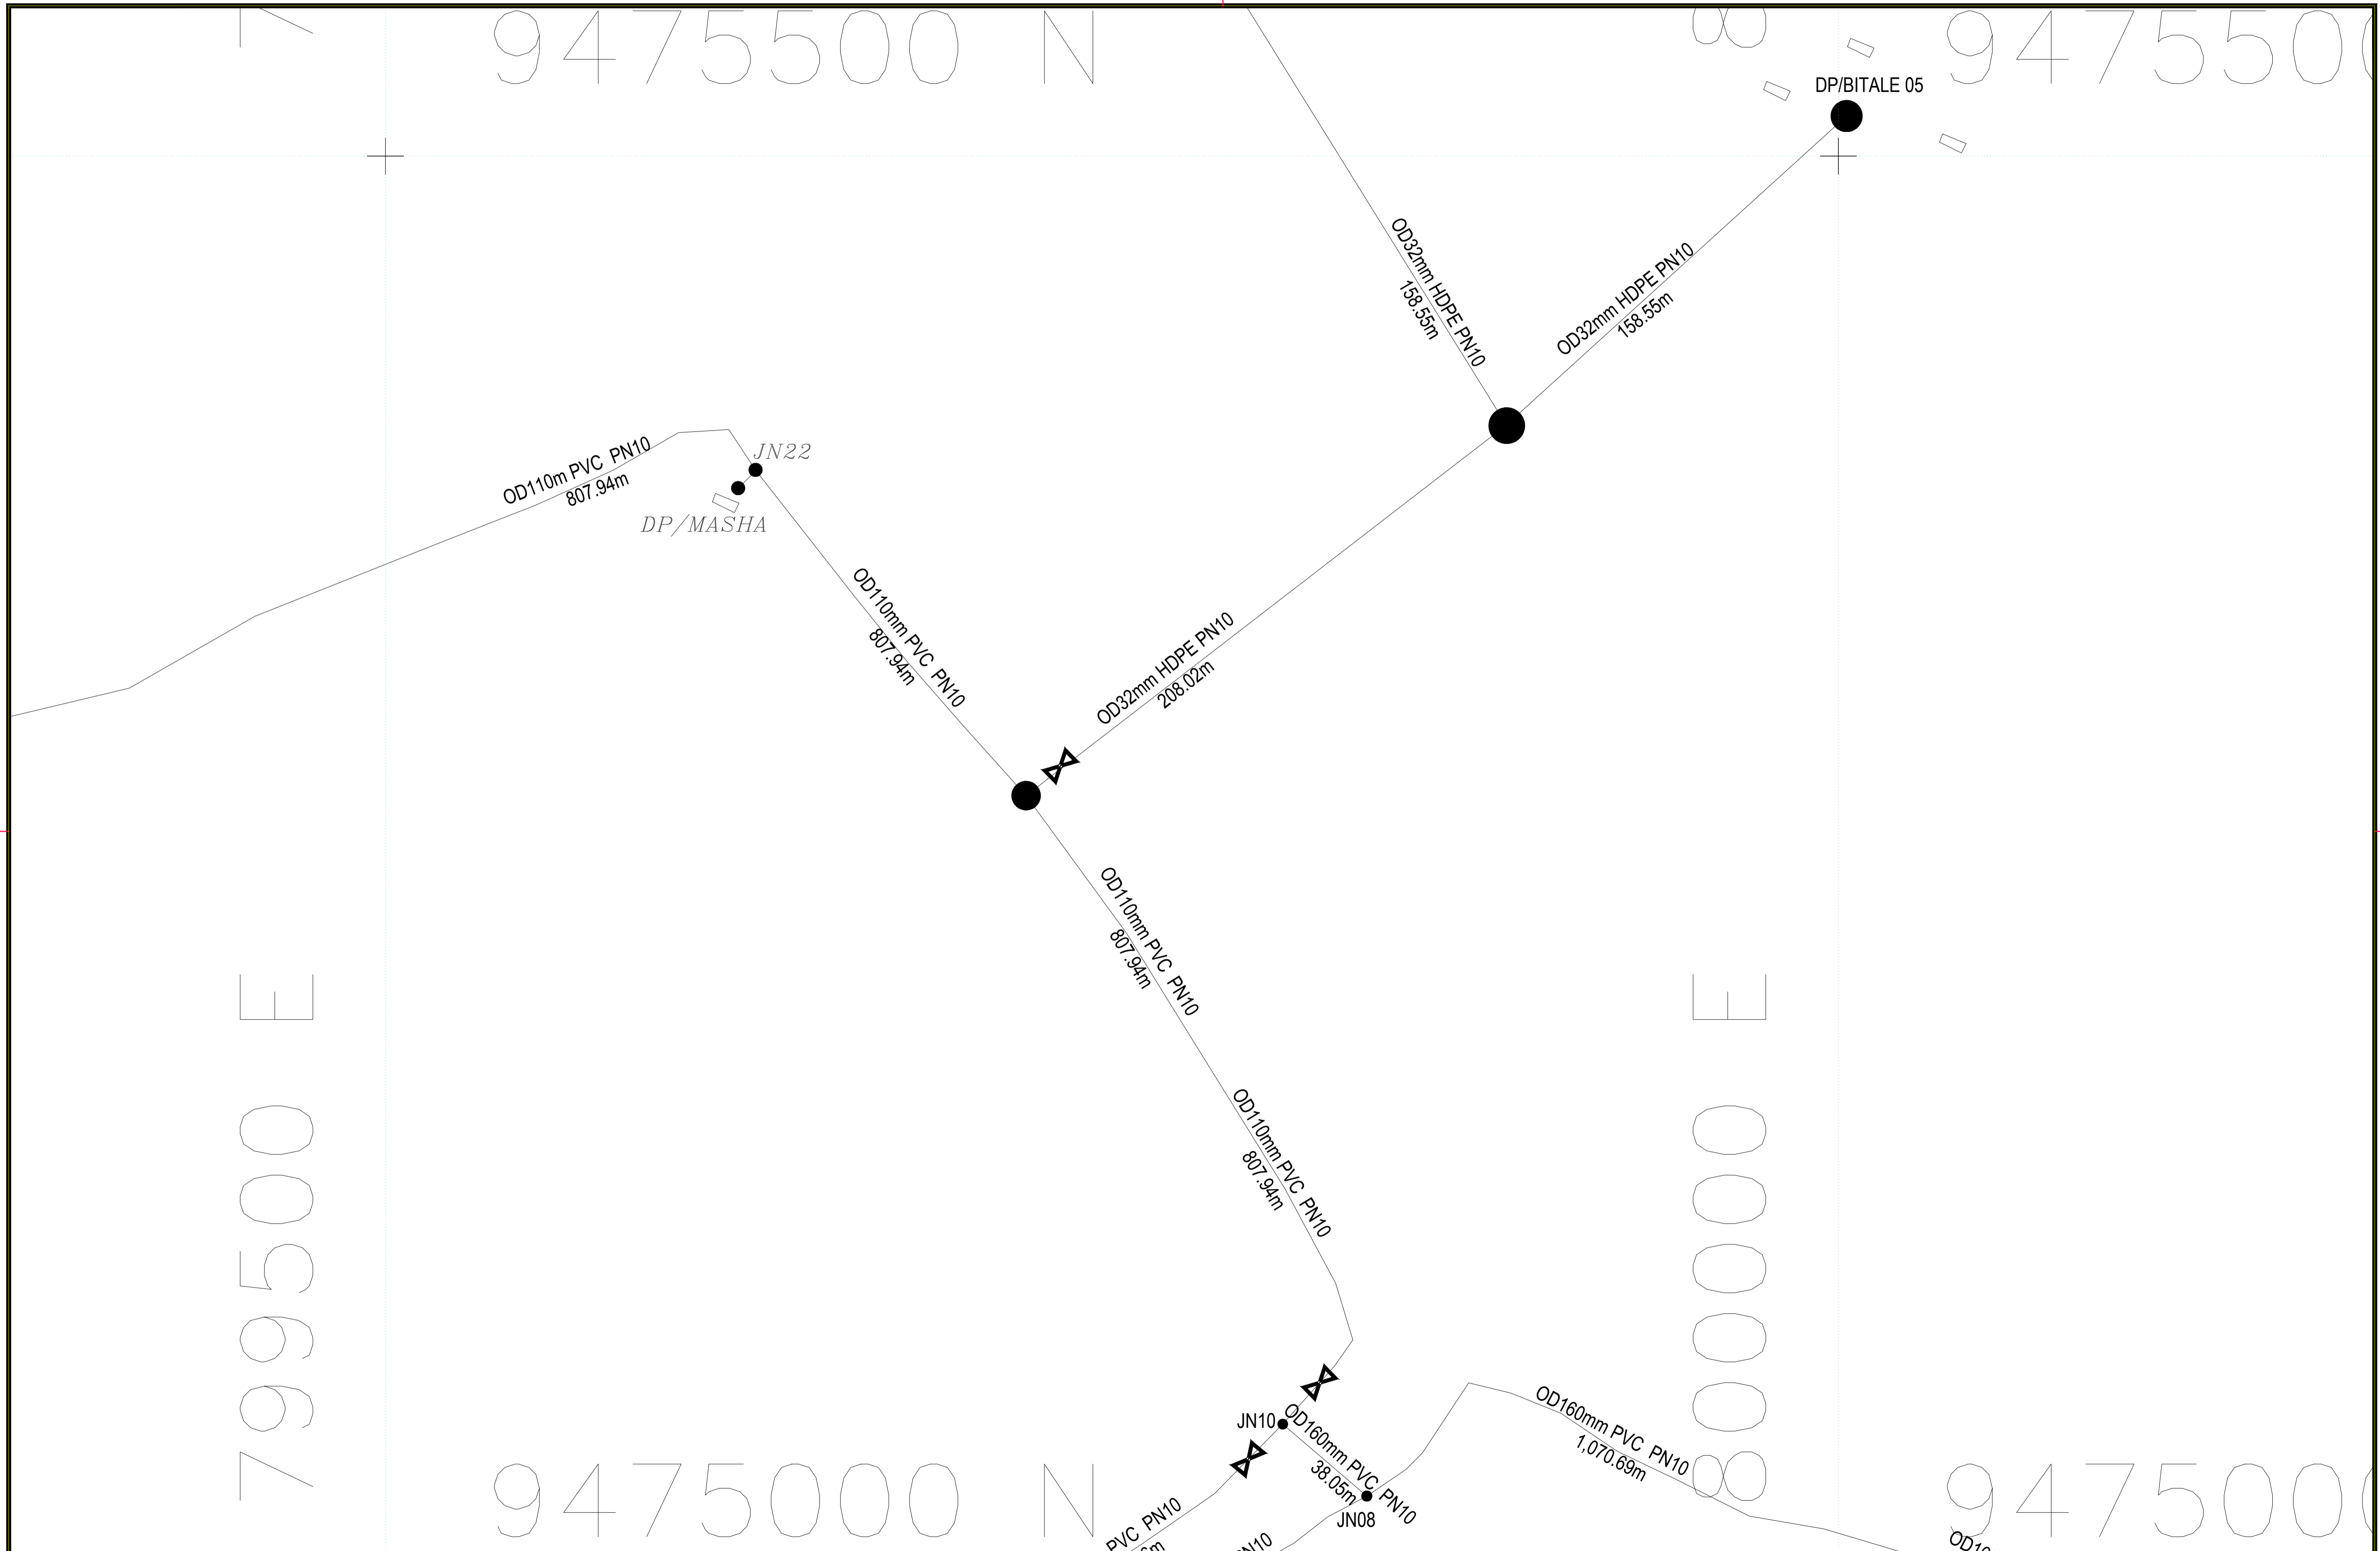 9475500 N
947550
DP/BITALE 05
OD32mm HDPE PN10
158.55m
OD32mm HDPE PN10
158.55m
JN22
OD110m PVC PN10
807.94m
DP/MASHA
OD110mm PVC PN10
807.94m
OD32mm HDPE PN10
208.02m
OD110mm PVC PN10
807.94m
799500 E
800000 E
OD110mm PVC PN10
807.94m
JN10
OD160mm PVC PN10
38.05m
JN08
OD160mm PVC PN10
1,070.69m
9475000 N
947500
PVC PN10